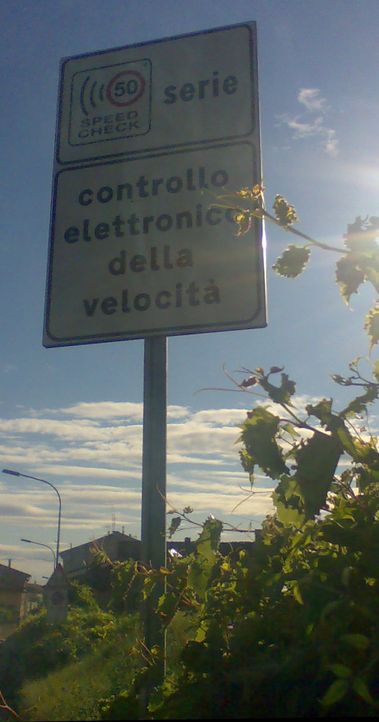 50 serie
SPEED
CHECK
controllo
elettronico
della
velocità